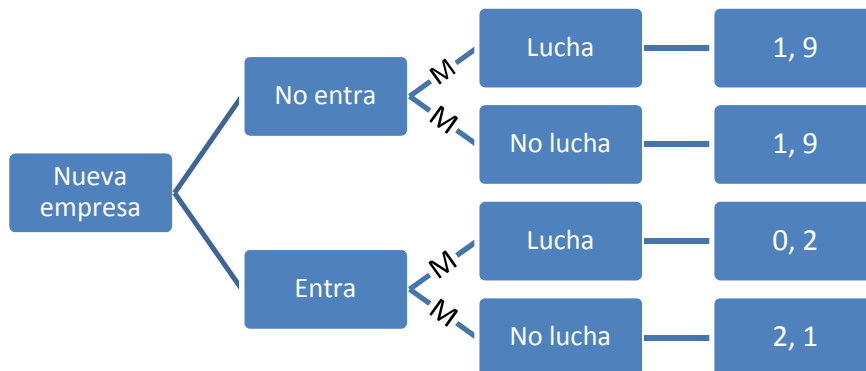 Lucha
1, 9
M
No entra
M
No lucha
1, 9
Nueva
empresa
Lucha
0, 2
M
Entra
M
No lucha
2, 1